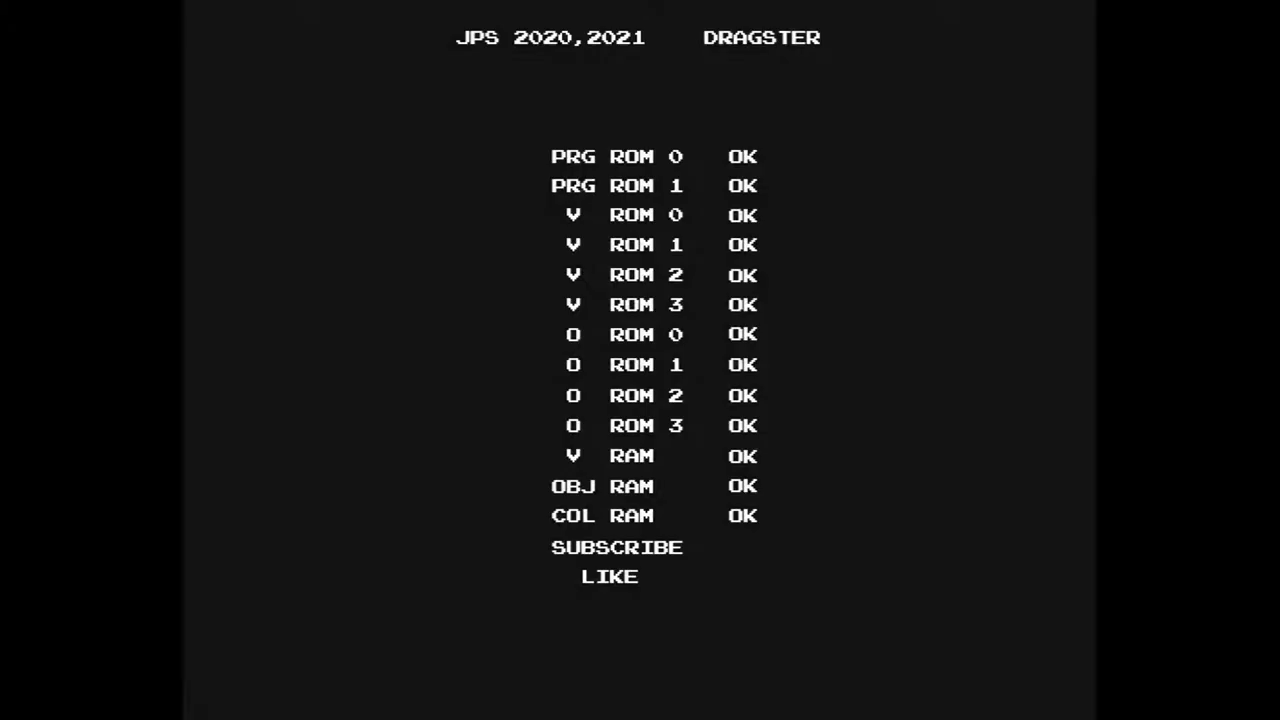 JPS 2020,2021 DRAGSTER
PRG ROM 0 OK
PRG ROM 1 OK
V ROM 0 OK
V ROM 1 OK
V ROM 2 OK
V ROM 3 OK
O ROM 0 OK
O ROM 1 OK
O ROM 2 OK
O ROM 3 OK
V RAM OK
OBJ RAM OK
COL RAM OK
SUBSCRIBE
LIKE